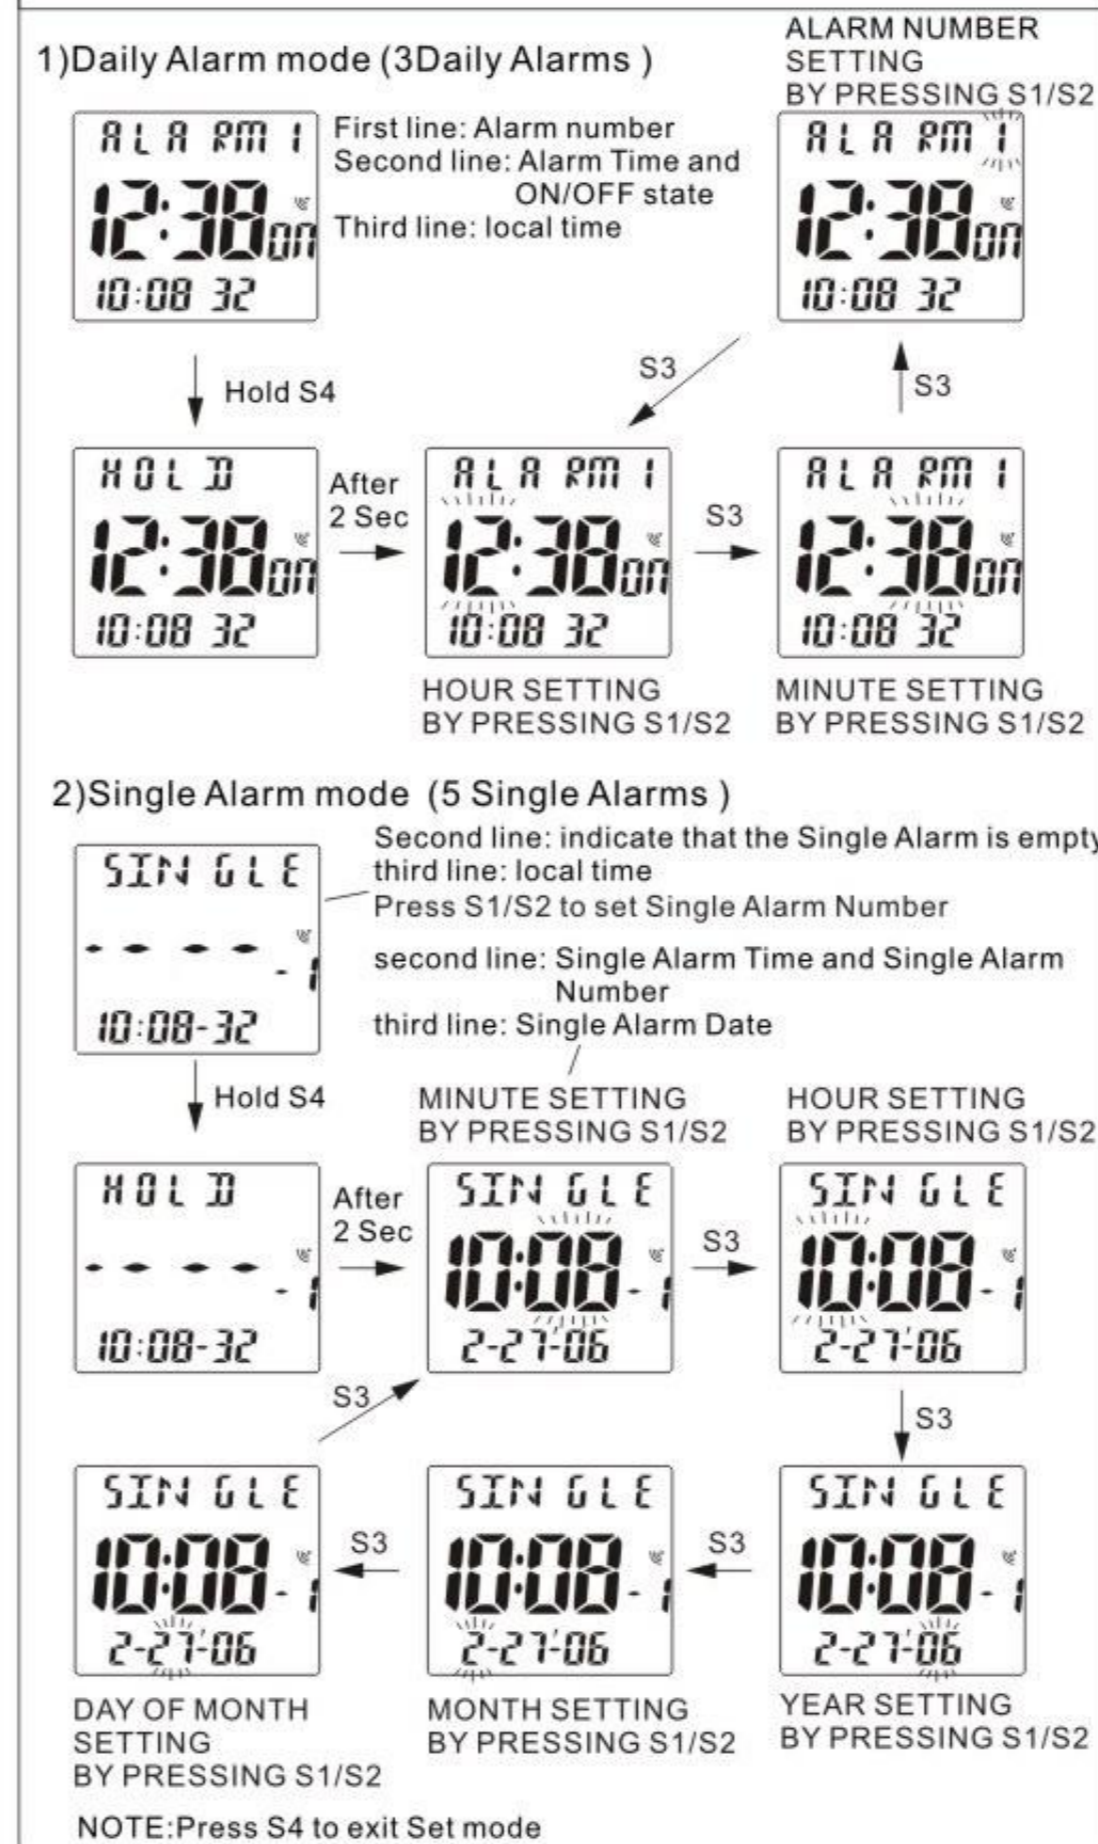 1)Daily Alarm mode (3Daily Alarms )
ALARM NUMBER
SETTING
BY PRESSING S1/S2
ALARM 1
12:38 on
10:08 32
First line: Alarm number
Second line: Alarm Time and
ON/OFF state
Third line: local time
ALARM 1
12:38 on
10:08 32
Hold S4
S3
S3
HOLD
12:38 on
10:08 32
After
2 Sec
ALARM 1
12:38 on
10:08 32
S3
ALARM 1
12:38 on
10:08 32
HOUR SETTING
BY PRESSING S1/S2
MINUTE SETTING
BY PRESSING S1/S2
2)Single Alarm mode (5 Single Alarms )
SINGLE
-- -- -1
10:08-32
Second line: indicate that the Single Alarm is empty
third line: local time
Press S1/S2 to set Single Alarm Number
second line: Single Alarm Time and Single Alarm
Number
third line: Single Alarm Date
Hold S4
MINUTE SETTING
BY PRESSING S1/S2
HOUR SETTING
BY PRESSING S1/S2
HOLD
-- -- -1
10:08-32
After
2 Sec
SINGLE
10:08 -1
2-27'-06
S3
SINGLE
10:08 -1
2-27'-06
S3
S3
SINGLE
10:08 -1
2-27'-06
S3
SINGLE
10:08 -1
2-27'-06
S3
SINGLE
10:08 -1
2-27'-06
DAY OF MONTH
SETTING
BY PRESSING S1/S2
MONTH SETTING
BY PRESSING S1/S2
YEAR SETTING
BY PRESSING S1/S2
NOTE:Press S4 to exit Set mode